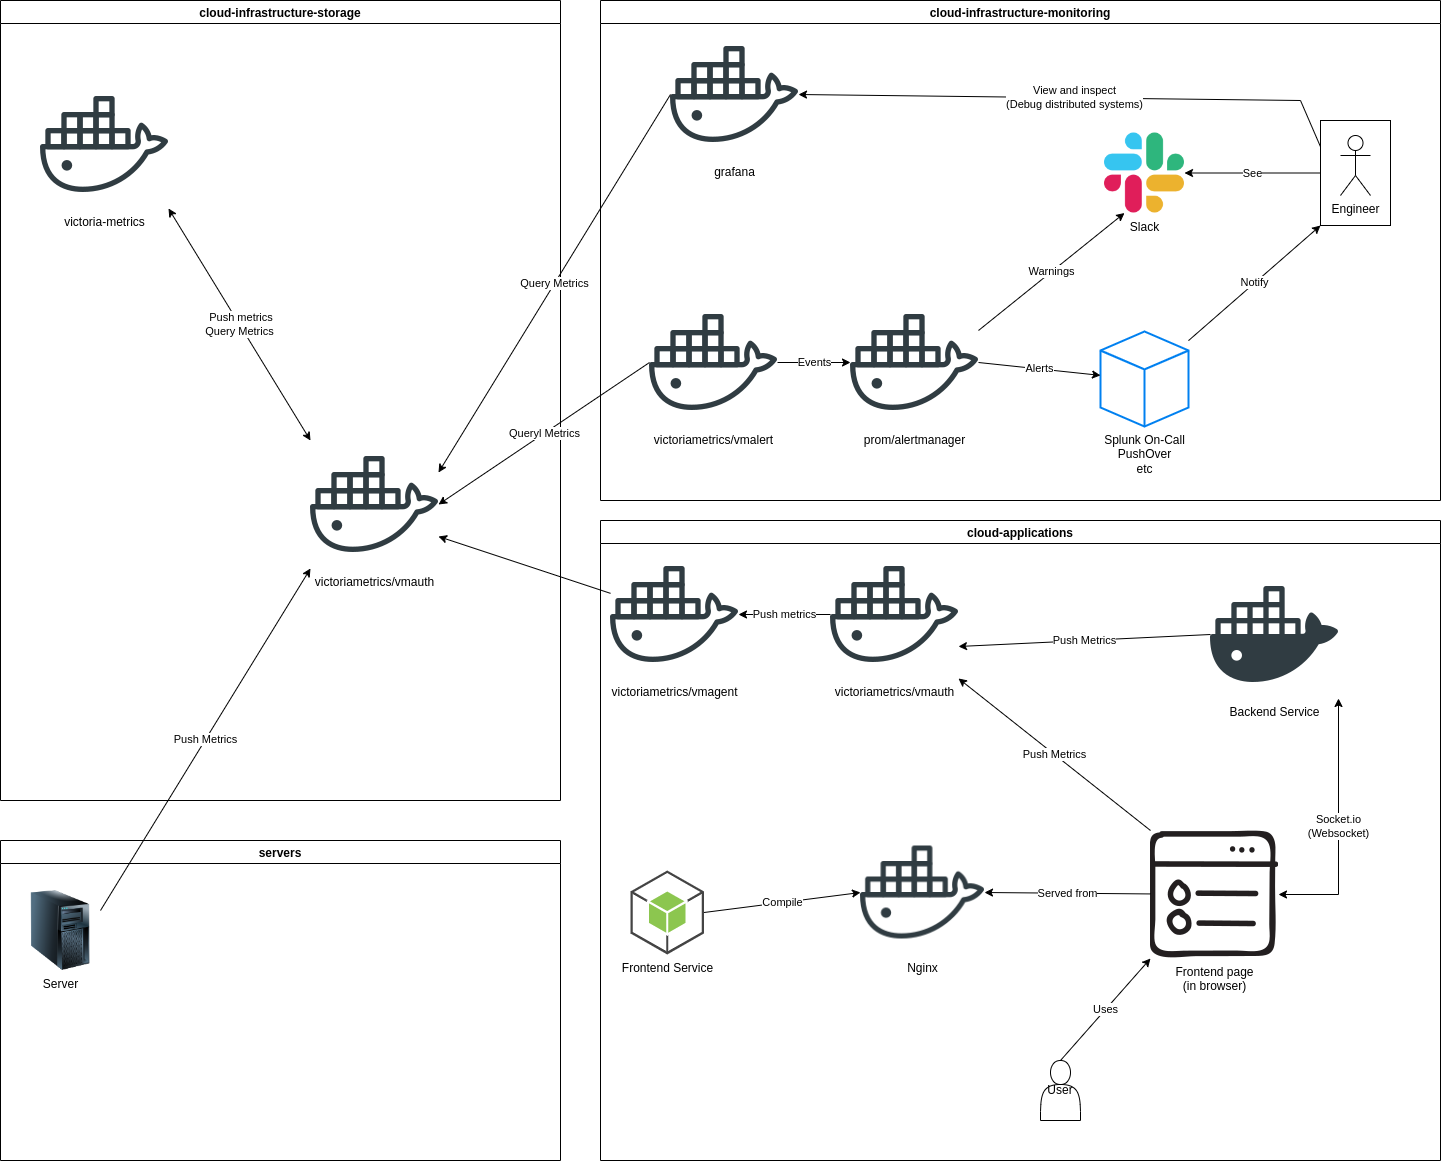 cloud-infrastructure-storage
victoria-metrics
Push metrics
Query Metrics
victoriametrics/vmauth
Push Metrics
servers
Server
cloud-infrastructure-monitoring
grafana
View and inspect
(Debug distributed systems)
Slack
See
Engineer
Query Metrics
Warnings
Notify
victoriametrics/vmalert
Events
prom/alertmanager
Alerts
Splunk On-Call
PushOver
etc
Queryl Metrics
cloud-applications
victoriametrics/vmagent
Push metrics
victoriametrics/vmauth
Push Metrics
Backend Service
Push Metrics
Socket.io
(Websocket)
Frontend Service
Compile
Nginx
Served from
Frontend page
(in browser)
Uses
User